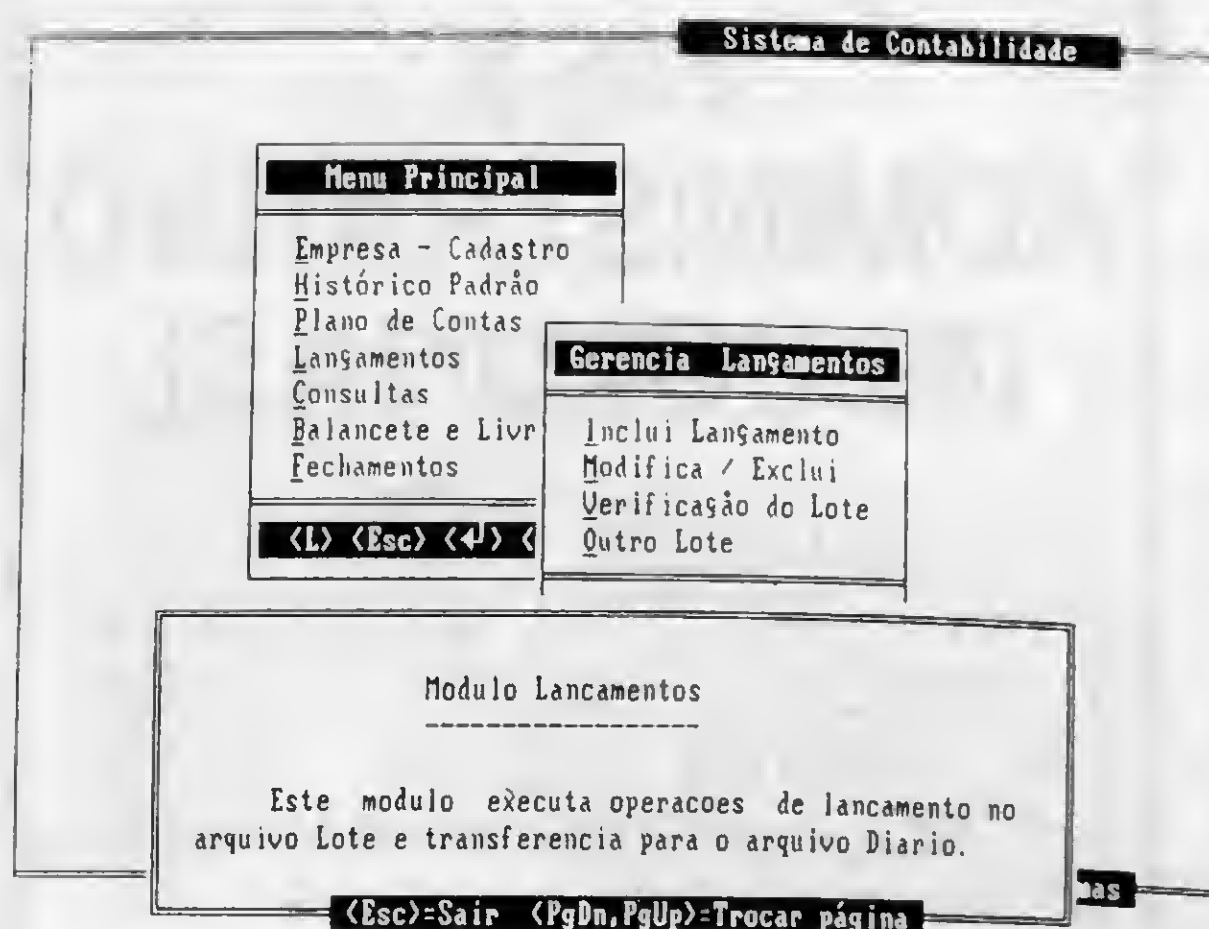 Sistema de Contabilidade
Menu Principal
Empresa - Cadastro
Histórico Padrão
Plano de Contas
Lançamentos
Consultas
Balancete e Livr
Fechamentos
<L> <Esc> <↵> <
Gerencia Lançamentos
Inclui Lançamento
Modifica / Exclui
Verificação do Lote
Outro Lote
Modulo Lancamentos
-------------------
Este modulo executa operacoes de lancamento no
arquivo Lote e transferencia para o arquivo Diario.
mas
<Esc>=Sair <PgDn,PgUp>=Trocar página